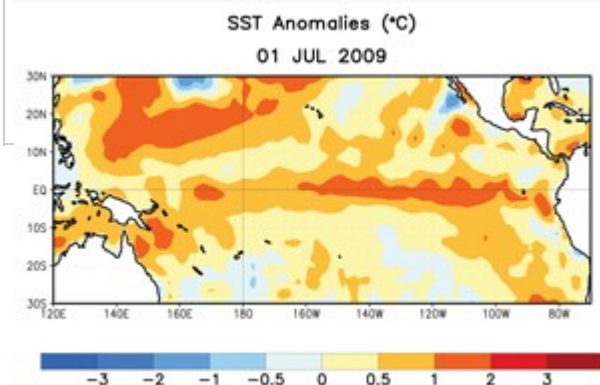 SST Anomalies (°C)
01 JUL 2009
30N
20N
10N
EQ
10S
20S
30S
120E 140E 160E 180 160W 140W 120W 100W 80W
-3 -2 -1 -0.5 0 0.5 1 2 3